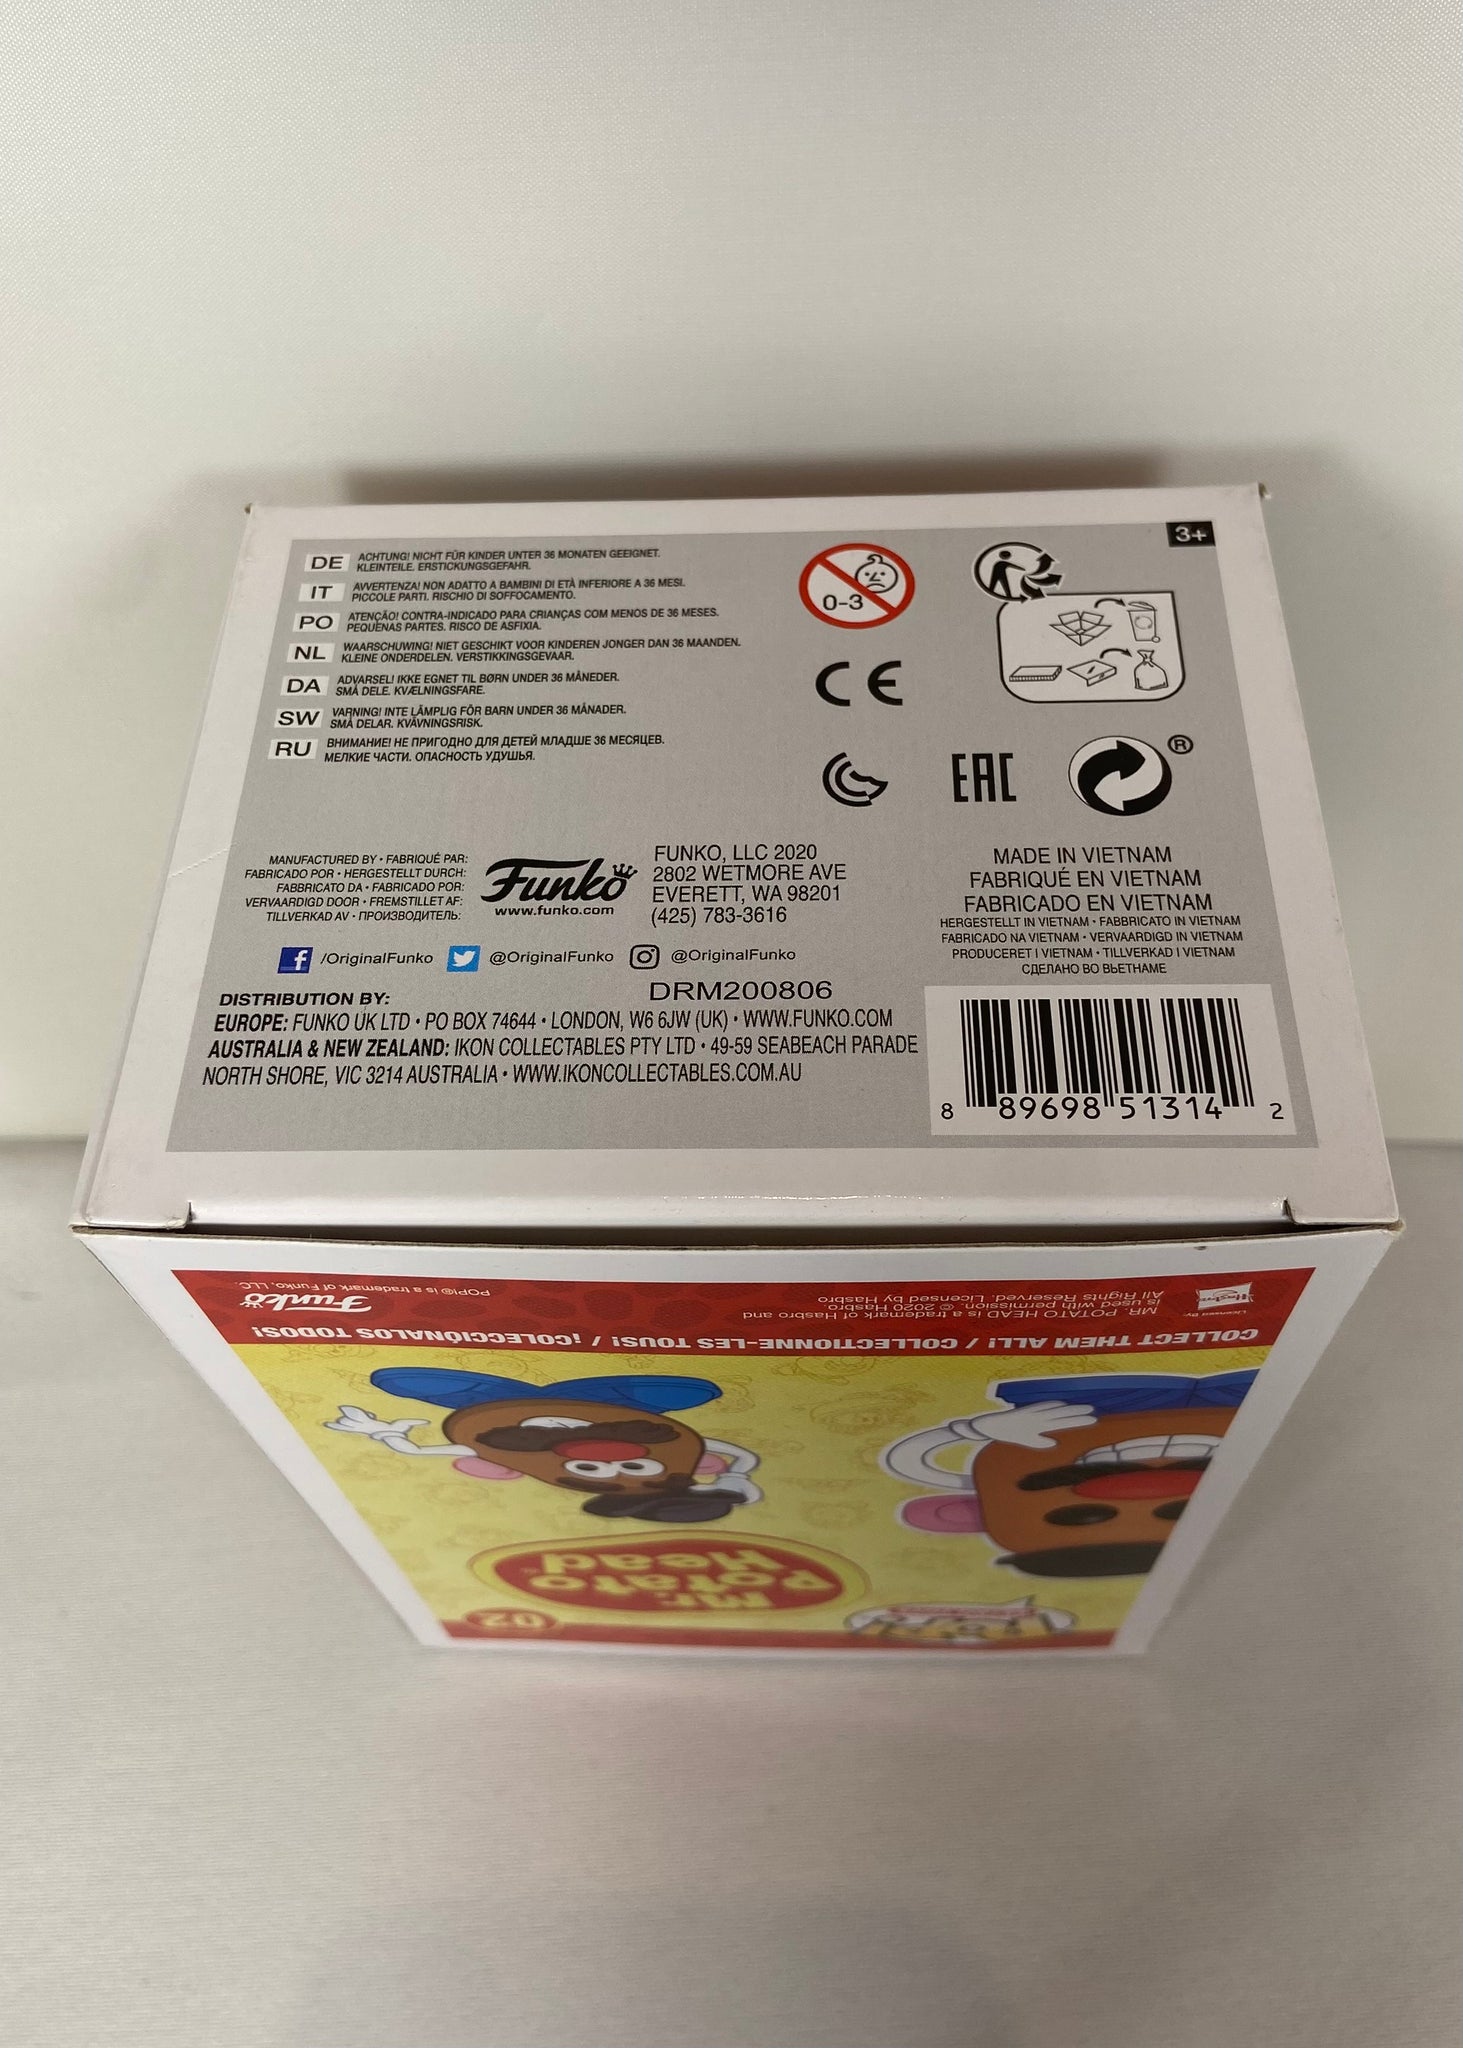 3+
DE ACHTUNG! NICHT FÜR KINDER UNTER 36 MONATEN GEEIGNET.
KLEINTEILE. ERSTICKUNGSGEFAHR.
IT AVVERTENZA! NON ADATTO A BAMBINI DI ETÀ INFERIORE A 36 MESI.
PICCOLE PARTI. RISCHIO DI SOFFOCAMENTO.
PO ATENÇÃO! CONTRA-INDICADO PARA CRIANÇAS COM MENOS DE 36 MESES.
PEQUENAS PARTES. RISCO DE ASFIXIA.
NL WAARSCHUWING! NIET GESCHIKT VOOR KINDEREN JONGER DAN 36 MAANDEN.
KLEINE ONDERDELEN. VERSTIKKINGSGEVAAR.
DA ADVARSEL! IKKE EGNET TIL BØRN UNDER 36 MÅNEDER.
SMÅ DELE. KVÆLNINGSFARE.
SW VARNING! INTE LÄMPLIG FÖR BARN UNDER 36 MÅNADER.
SMÅ DELAR. KVÄVNINGSRISK.
RU ВНИМАНИЕ! НЕ ПРИГОДНО ДЛЯ ДЕТЕЙ МЛАДШЕ 36 МЕСЯЦЕВ.
МЕЛКИЕ ЧАСТИ. ОПАСНОСТЬ УДУШЬЯ.
0-3
CE
EAC
®
MANUFACTURED BY • FABRIQUÉ PAR:
FABRICADO POR • HERGESTELLT DURCH:
FABBRICATO DA • FABRICADO POR:
VERVAARDIGD DOOR • FREMSTILLET AF:
TILLVERKAD AV • ПРОИЗВОДИТЕЛЬ:
Funko
www.funko.com
FUNKO, LLC 2020
2802 WETMORE AVE
EVERETT, WA 98201
(425) 783-3616
MADE IN VIETNAM
FABRIQUÉ EN VIETNAM
FABRICADO EN VIETNAM
HERGESTELLT IN VIETNAM • FABBRICATO IN VIETNAM
FABRICADO NA VIETNAM • VERVAARDIGD IN VIETNAM
PRODUCERET I VIETNAM • TILLVERKAD I VIETNAM
СДЕЛАНО ВО ВЬЕТНАМЕ
f /OriginalFunko @OriginalFunko @OriginalFunko
DRM200806
DISTRIBUTION BY:
EUROPE: FUNKO UK LTD • PO BOX 74644 • LONDON, W6 6JW (UK) • WWW.FUNKO.COM
AUSTRALIA & NEW ZEALAND: IKON COLLECTABLES PTY LTD • 49-59 SEABEACH PARADE
NORTH SHORE, VIC 3214 AUSTRALIA • WWW.IKONCOLLECTABLES.COM.AU
8 89698 51314 2
02
Mr.
Potato
Head
COLLECT THEM ALL! / COLLECTIONNE-LES TOUS! / ¡COLECCIÓNALOS TODOS!
Licensed by:
Hasbro
MR. POTATO HEAD is a trademark of Hasbro and
is used with permission. © 2020 Hasbro.
All Rights Reserved. Licensed by Hasbro
POP!® is a trademark of Funko, LLC.
Funko